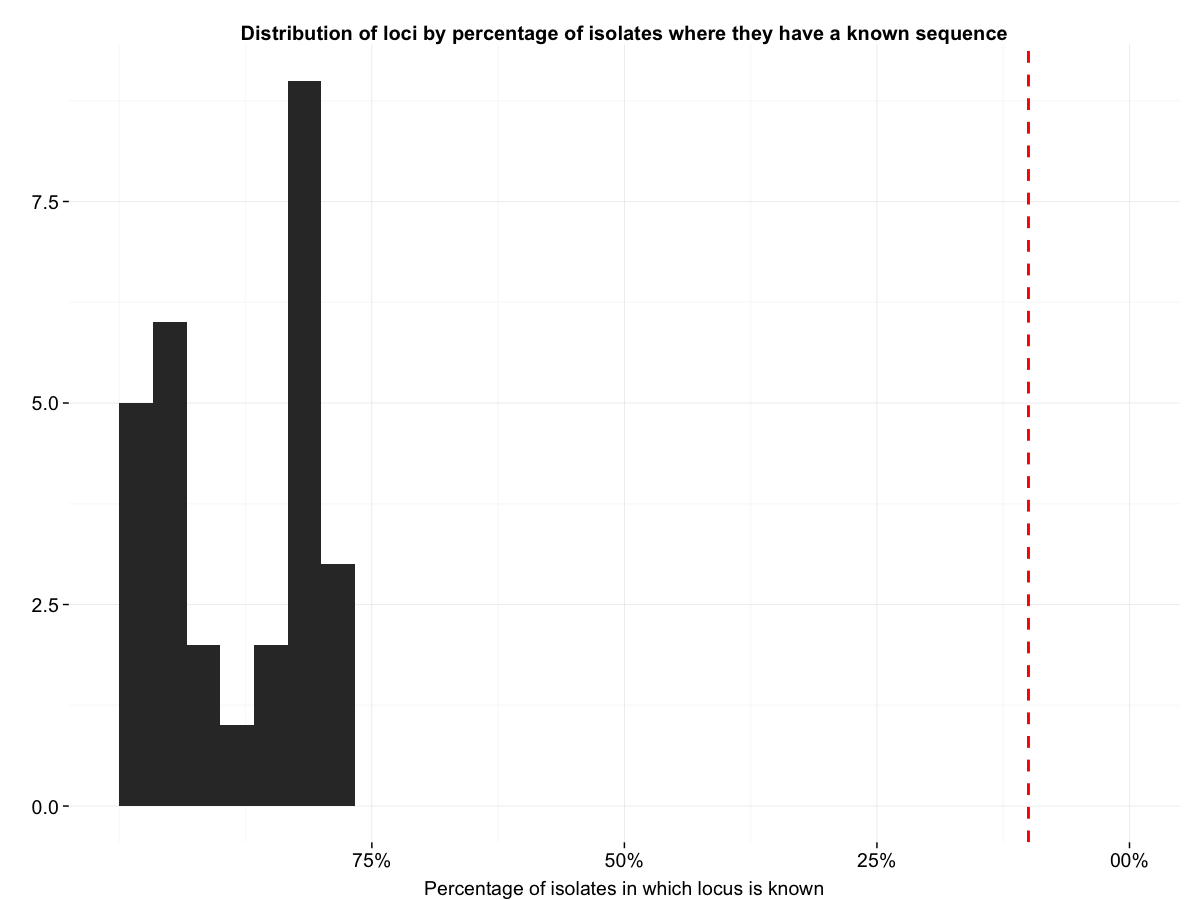 Distribution of loci by percentage of isolates where they have a known sequence
7.5
5.0
2.5
0.0
75% 50% 25% 00%
Percentage of isolates in which locus is known